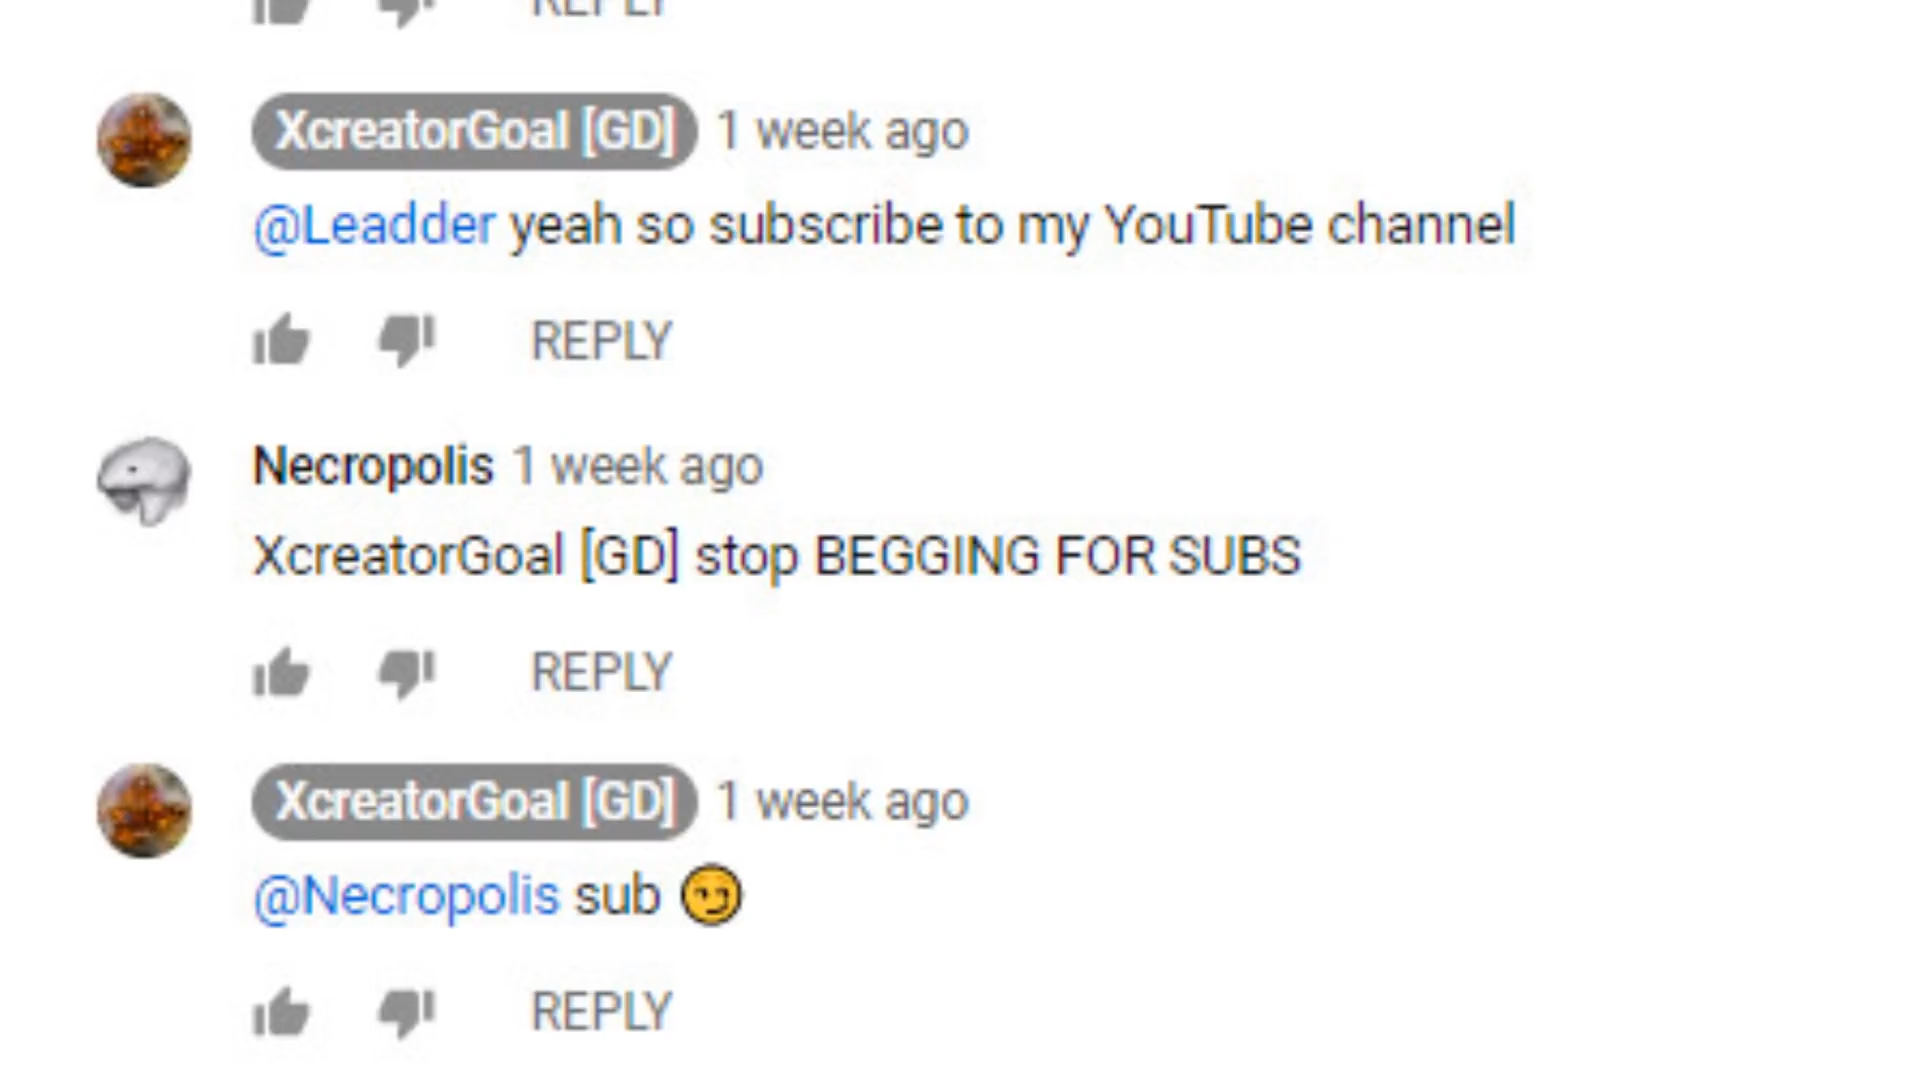 REPLY
XcreatorGoal [GD] 1 week ago
@Leadder yeah so subscribe to my YouTube channel
REPLY
Necropolis 1 week ago
XcreatorGoal [GD] stop BEGGING FOR SUBS
REPLY
XcreatorGoal [GD] 1 week ago
@Necropolis sub 😏
REPLY